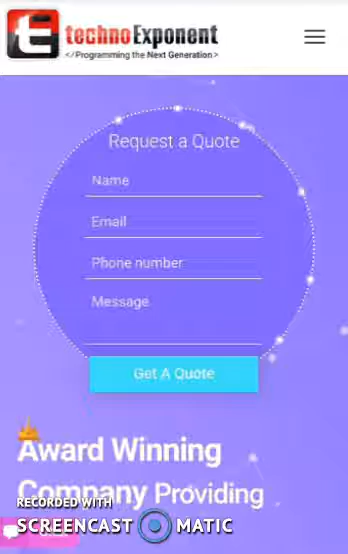 technoExponent
</Programming the Next Generation>
Request a Quote
Name
Email
Phone number
Message
Get A Quote
Award Winning
Company Providing
RECORDED WITH
SCREENCAST MATIC